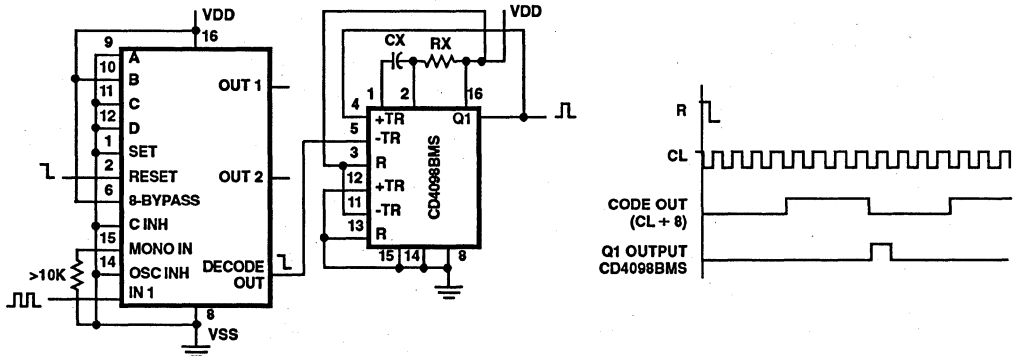 VDD
16
9
A
10
B
OUT 1
11
C
12
D
1
SET
2
RESET
OUT 2
6
8-BYPASS
C INH
15
MONO IN
>10K
14
OSC INH
DECODE
OUT
IN 1
8
VSS
VDD
CX
RX
1
2
16
4
+TR
Q1
5
-TR
3
R
12
+TR
11
-TR
13
R
CD4098BMS
15
14
8
R
CL
CODE OUT
(CL ÷ 8)
Q1 OUTPUT
CD4098BMS